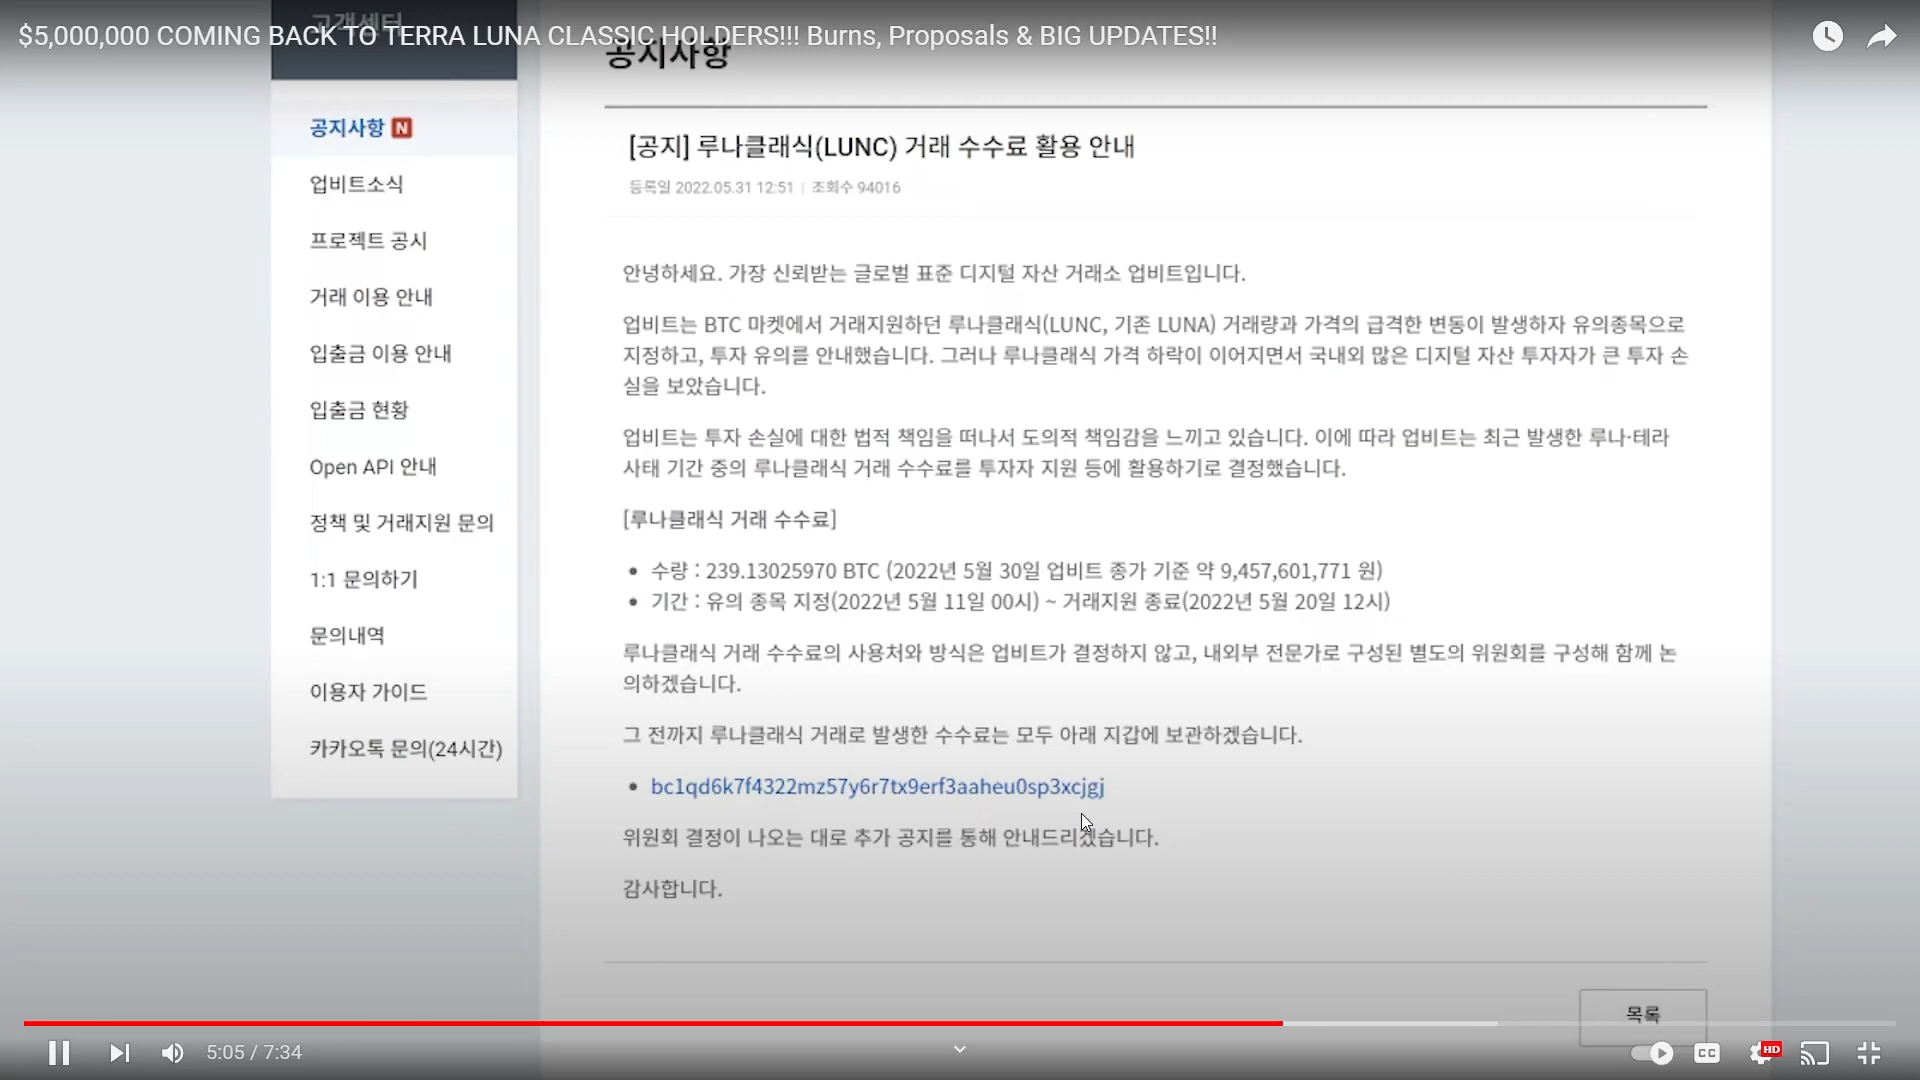 $5,000,000 COMING BACK TO TERRA LUNA CLASSIC HOLDERS!!! Burns, Proposals & BIG UPDATES!!
고객센터
공지사항
공지사항 N
업비트소식
프로젝트 공시
거래 이용 안내
입출금 이용 안내
입출금 현황
Open API 안내
정책 및 거래지원 문의
1:1 문의하기
문의내역
이용자 가이드
카카오톡 문의(24시간)
[공지] 루나클래식(LUNC) 거래 수수료 활용 안내
등록일 2022.05.31 12:51 | 조회수 94016
안녕하세요. 가장 신뢰받는 글로벌 표준 디지털 자산 거래소 업비트입니다.
업비트는 BTC 마켓에서 거래지원하던 루나클래식(LUNC, 기존 LUNA) 거래량과 가격의 급격한 변동이 발생하자 유의종목으로
지정하고, 투자 유의를 안내했습니다. 그러나 루나클래식 가격 하락이 이어지면서 국내외 많은 디지털 자산 투자자가 큰 투자 손
실을 보았습니다.
업비트는 투자 손실에 대한 법적 책임을 떠나서 도의적 책임감을 느끼고 있습니다. 이에 따라 업비트는 최근 발생한 루나·테라
사태 기간 중의 루나클래식 거래 수수료를 투자자 지원 등에 활용하기로 결정했습니다.
[루나클래식 거래 수수료]
• 수량 : 239.13025970 BTC (2022년 5월 30일 업비트 종가 기준 약 9,457,601,771 원)
• 기간 : 유의 종목 지정(2022년 5월 11일 00시) ~ 거래지원 종료(2022년 5월 20일 12시)
루나클래식 거래 수수료의 사용처와 방식은 업비트가 결정하지 않고, 내외부 전문가로 구성된 별도의 위원회를 구성해 함께 논
의하겠습니다.
그 전까지 루나클래식 거래로 발생한 수수료는 모두 아래 지갑에 보관하겠습니다.
• bc1qd6k7f4322mz57y6r7tx9erf3aaheu0sp3xcjgj
위원회 결정이 나오는 대로 추가 공지를 통해 안내드리겠습니다.
감사합니다.
목록
5:05 / 7:34
CC
HD